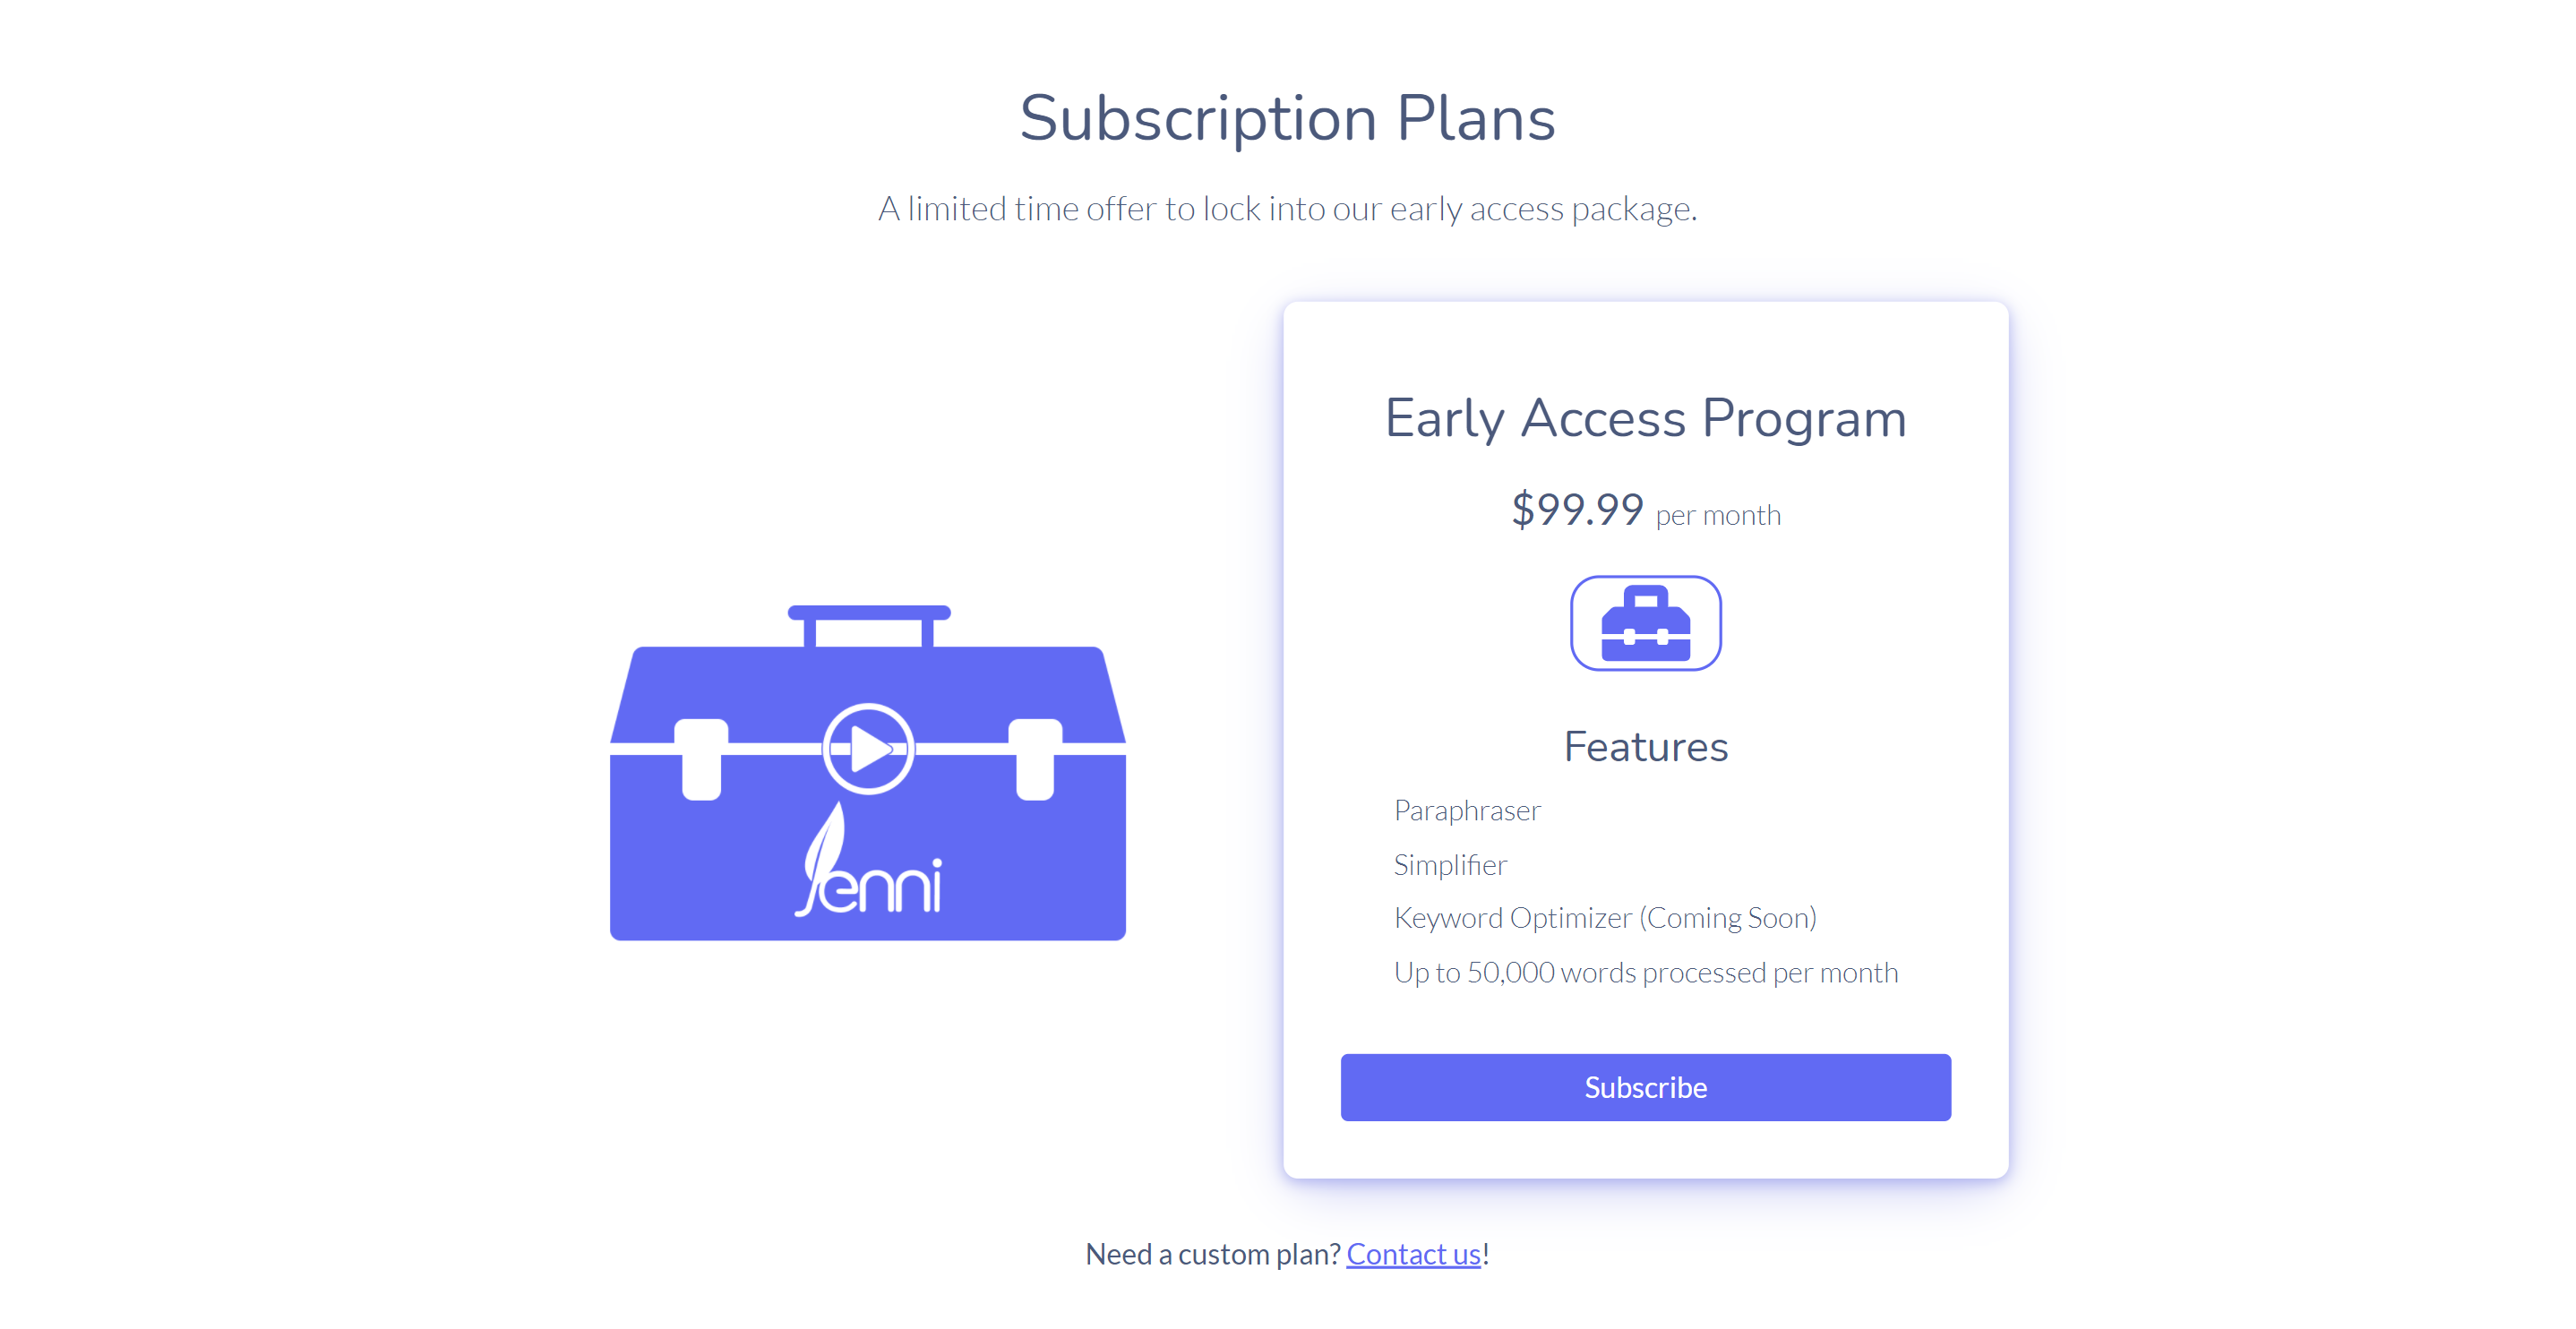 Subscription Plans
A limited time offer to lock into our early access package.
Jenni
Early Access Program
$99.99 per month
Features
Paraphraser
Simplifier
Keyword Optimizer (Coming Soon)
Up to 50,000 words processed per month
Subscribe
Need a custom plan? Contact us!